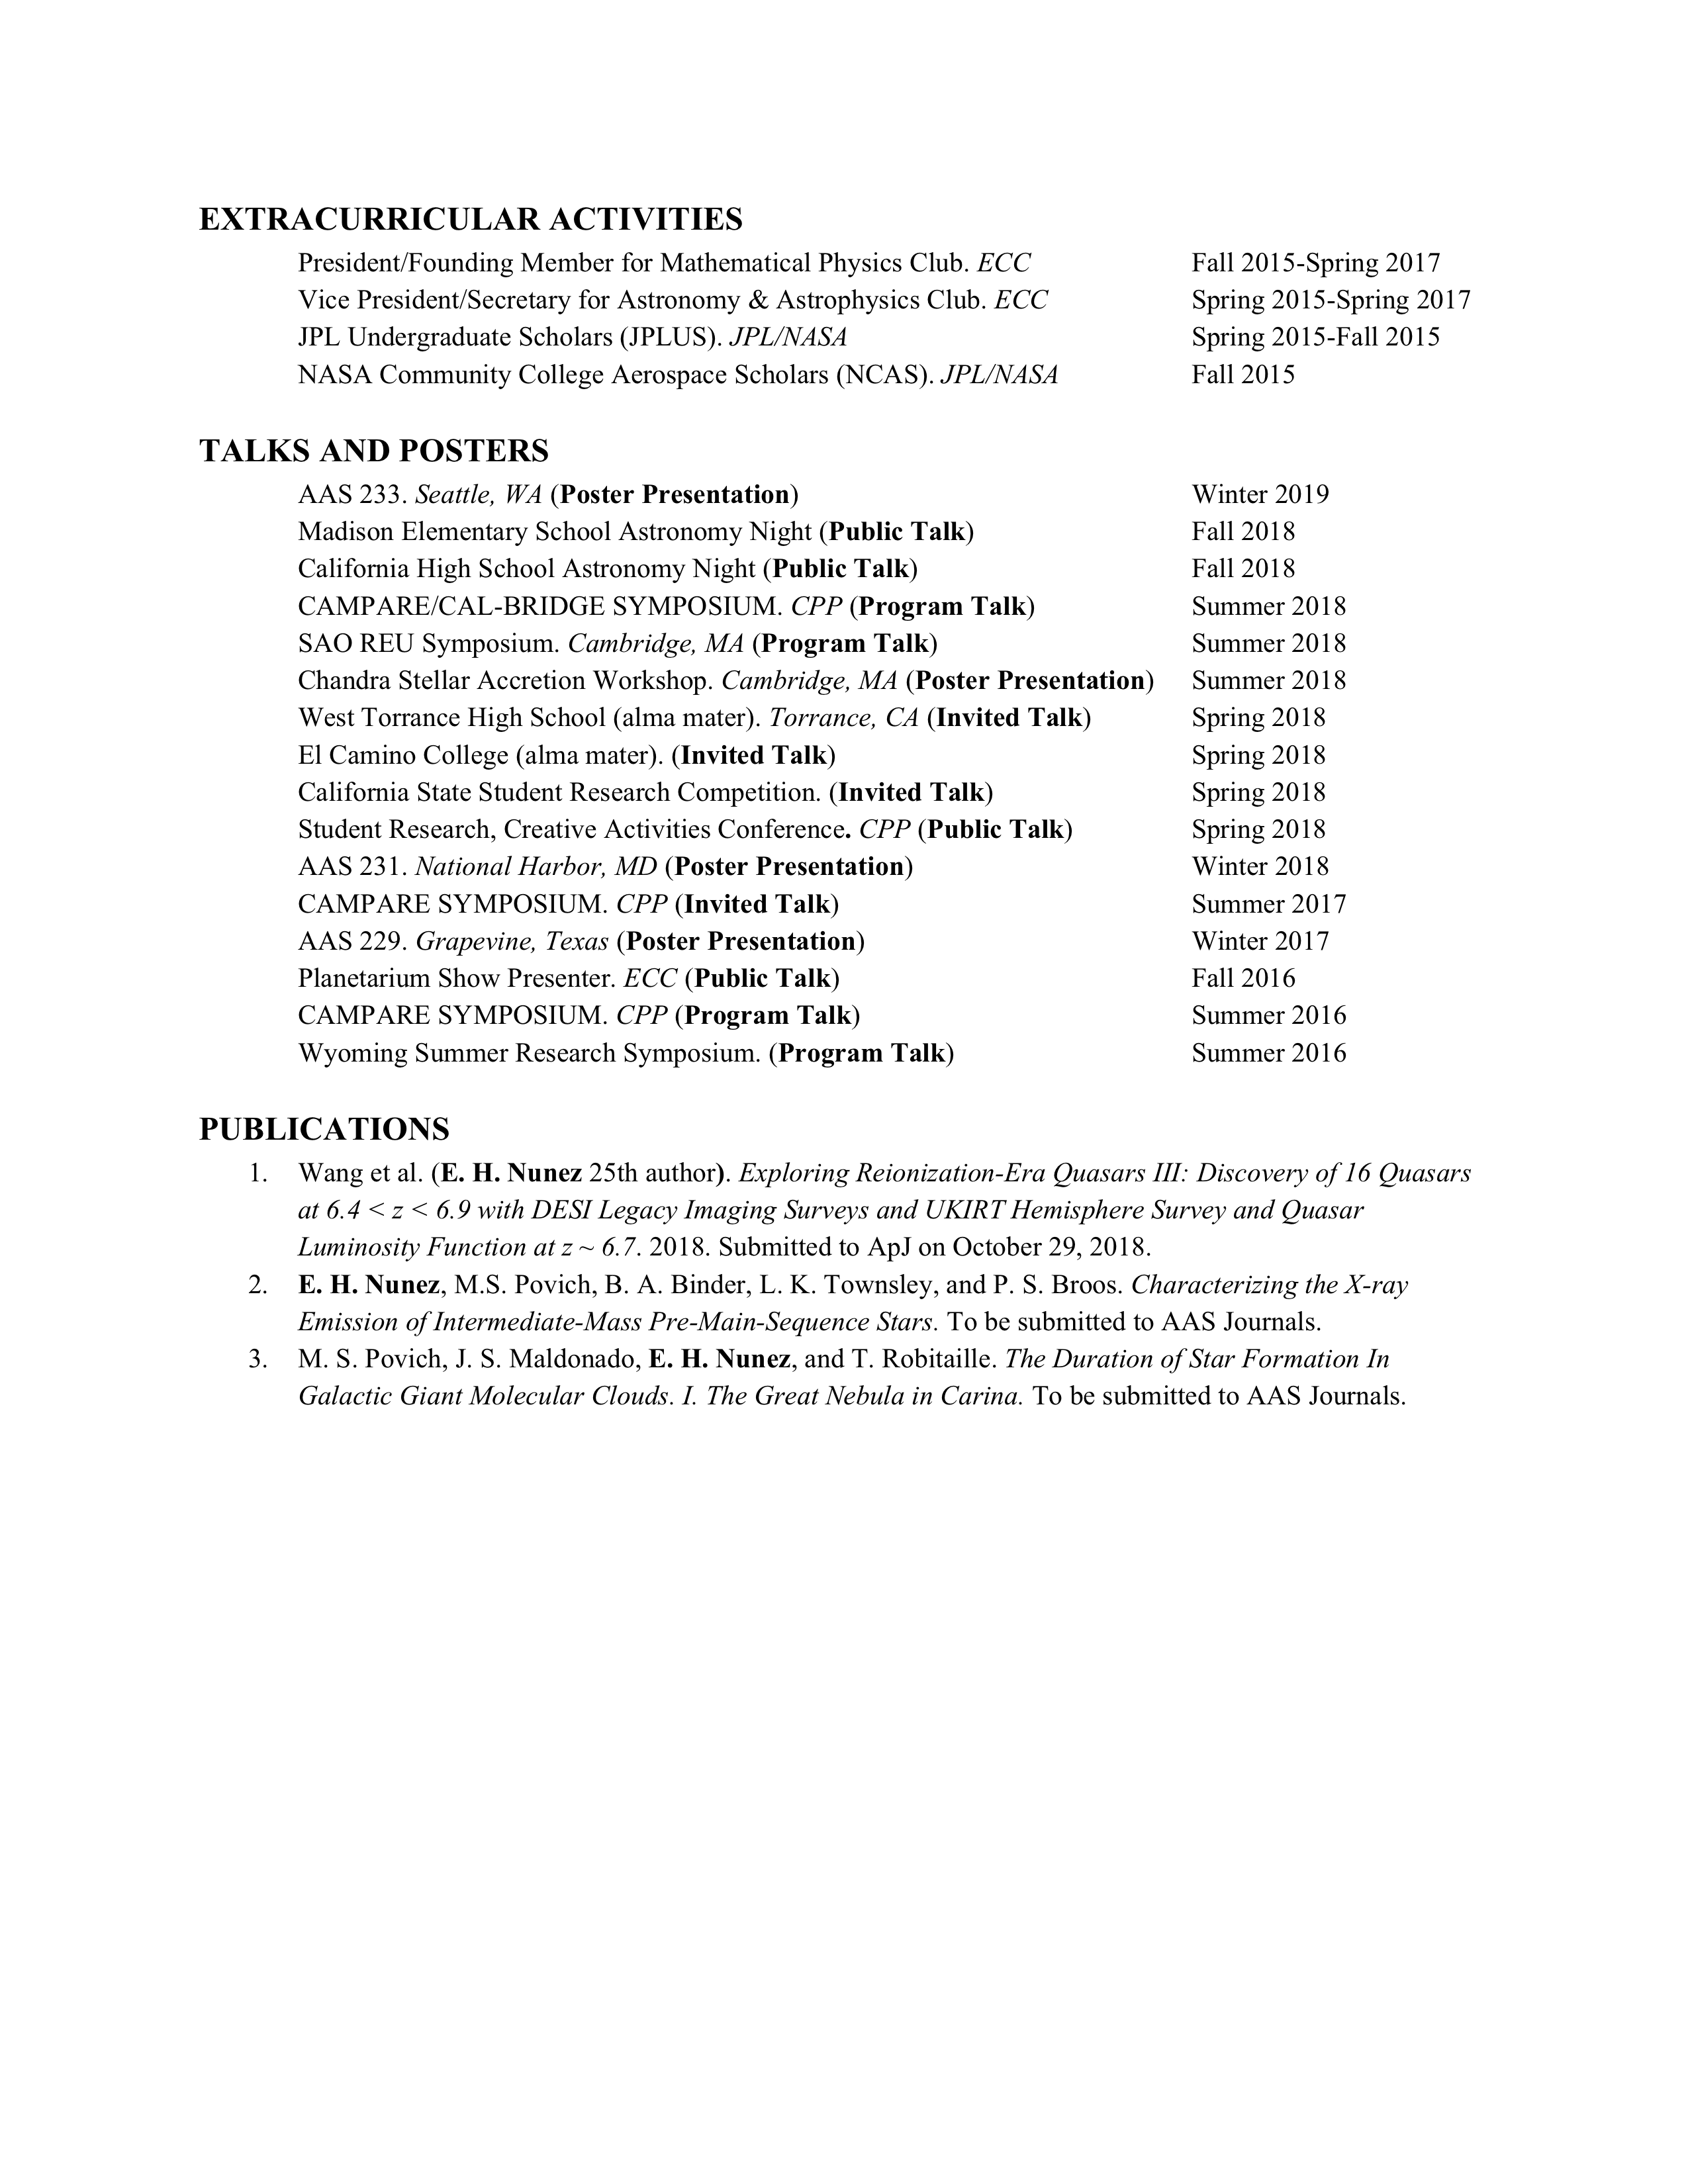 EXTRACURRICULAR ACTIVITIES
President/Founding Member for Mathematical Physics Club. ECC Fall 2015-Spring 2017
Vice President/Secretary for Astronomy & Astrophysics Club. ECC Spring 2015-Spring 2017
JPL Undergraduate Scholars (JPLUS). JPL/NASA Spring 2015-Fall 2015
NASA Community College Aerospace Scholars (NCAS). JPL/NASA Fall 2015
TALKS AND POSTERS
AAS 233. Seattle, WA (Poster Presentation) Winter 2019
Madison Elementary School Astronomy Night (Public Talk) Fall 2018
California High School Astronomy Night (Public Talk) Fall 2018
CAMPARE/CAL-BRIDGE SYMPOSIUM. CPP (Program Talk) Summer 2018
SAO REU Symposium. Cambridge, MA (Program Talk) Summer 2018
Chandra Stellar Accretion Workshop. Cambridge, MA (Poster Presentation) Summer 2018
West Torrance High School (alma mater). Torrance, CA (Invited Talk) Spring 2018
El Camino College (alma mater). (Invited Talk) Spring 2018
California State Student Research Competition. (Invited Talk) Spring 2018
Student Research, Creative Activities Conference. CPP (Public Talk) Spring 2018
AAS 231. National Harbor, MD (Poster Presentation) Winter 2018
CAMPARE SYMPOSIUM. CPP (Invited Talk) Summer 2017
AAS 229. Grapevine, Texas (Poster Presentation) Winter 2017
Planetarium Show Presenter. ECC (Public Talk) Fall 2016
CAMPARE SYMPOSIUM. CPP (Program Talk) Summer 2016
Wyoming Summer Research Symposium. (Program Talk) Summer 2016
PUBLICATIONS
1. Wang et al. (E. H. Nunez 25th author). Exploring Reionization-Era Quasars III: Discovery of 16 Quasars
at 6.4 < z < 6.9 with DESI Legacy Imaging Surveys and UKIRT Hemisphere Survey and Quasar
Luminosity Function at z ~ 6.7. 2018. Submitted to ApJ on October 29, 2018.
2. E. H. Nunez, M.S. Povich, B. A. Binder, L. K. Townsley, and P. S. Broos. Characterizing the X-ray
Emission of Intermediate-Mass Pre-Main-Sequence Stars. To be submitted to AAS Journals.
3. M. S. Povich, J. S. Maldonado, E. H. Nunez, and T. Robitaille. The Duration of Star Formation In
Galactic Giant Molecular Clouds. I. The Great Nebula in Carina. To be submitted to AAS Journals.